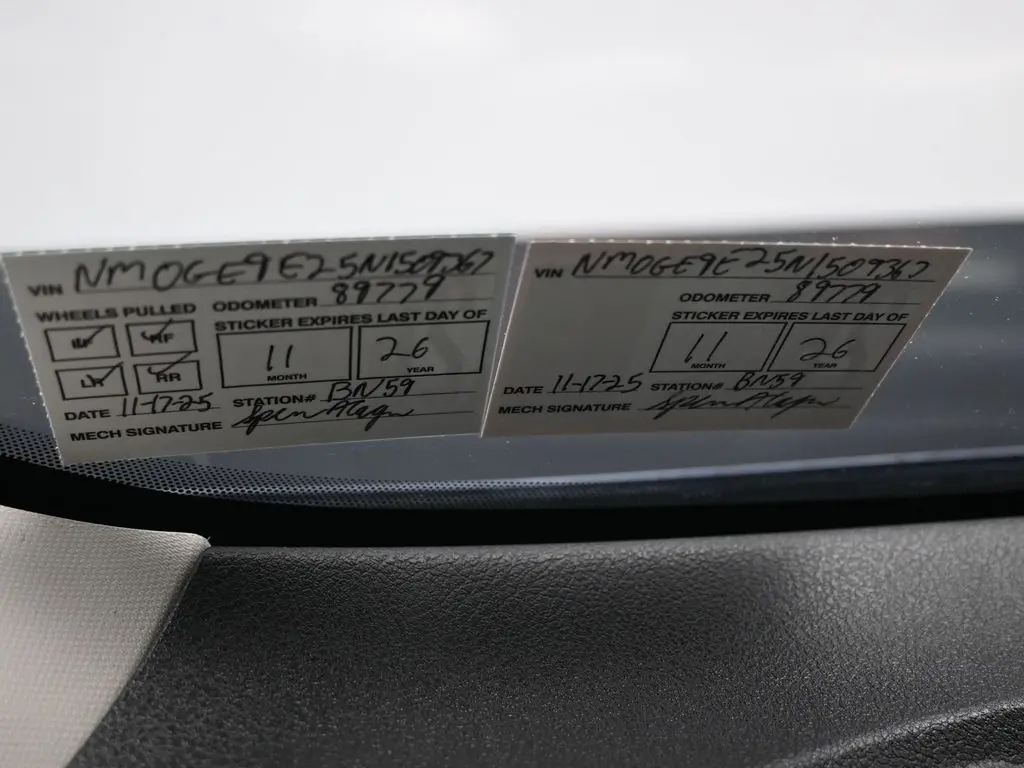 VIN NM0GE9E25N1509367
WHEELS PULLED
ODOMETER 89779
STICKER EXPIRES LAST DAY OF
LF RF
LR RR
11 26
MONTH YEAR
DATE 11-17-25 STATION# BN59
MECH SIGNATURE
VIN NM0GE9E25N1509367
ODOMETER 89779
STICKER EXPIRES LAST DAY OF
11 26
MONTH YEAR
DATE 11-17-25 STATION# BN59
MECH SIGNATURE